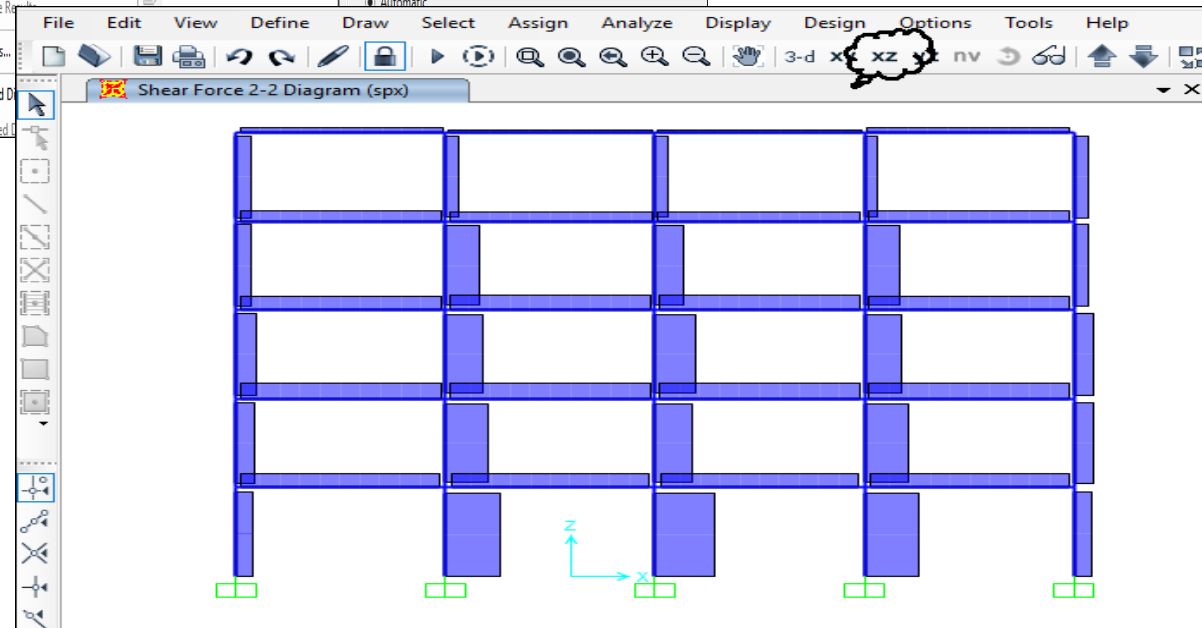 Automatic
File Edit View Define Draw Select Assign Analyze Display Design Options Tools Help
3-d xz nv
Shear Force 2-2 Diagram (spx)
Z
X